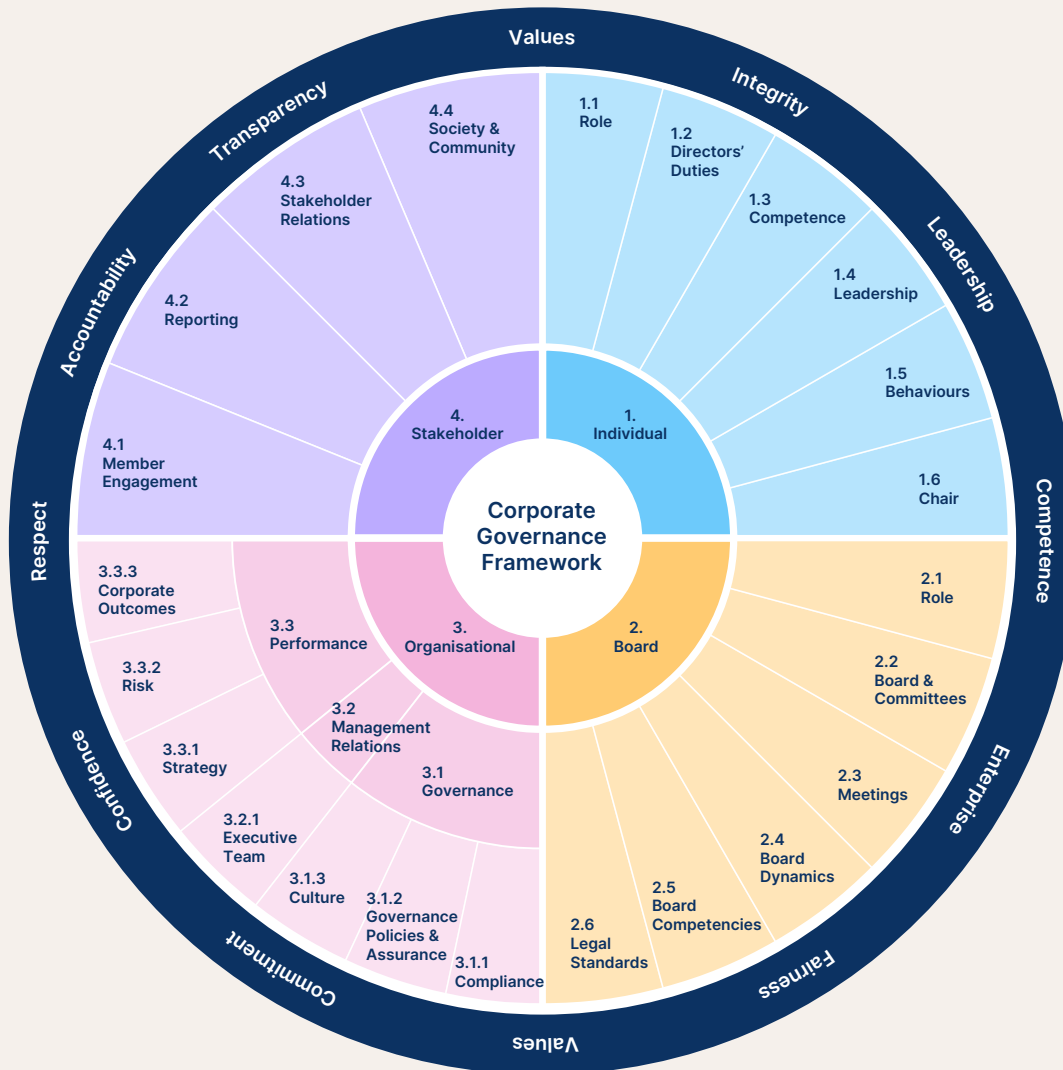 Values
Integrity
Leadership
Competence
Enterprise
Fairness
Values
Commitment
Confidence
Respect
Accountability
Transparency
Corporate
Governance
Framework
1.
Individual
1.1
Role
1.2
Directors’
Duties
1.3
Competence
1.4
Leadership
1.5
Behaviours
1.6
Chair
2.
Board
2.1
Role
2.2
Board &
Committees
2.3
Meetings
2.4
Board
Dynamics
2.5
Board
Competencies
2.6
Legal
Standards
3.
Organisational
3.1
Governance
3.1.1
Compliance
3.1.2
Governance
Policies &
Assurance
3.1.3
Culture
3.2
Management
Relations
3.2.1
Executive
Team
3.3
Performance
3.3.1
Strategy
3.3.2
Risk
3.3.3
Corporate
Outcomes
4.
Stakeholder
4.1
Member
Engagement
4.2
Reporting
4.3
Stakeholder
Relations
4.4
Society &
Community